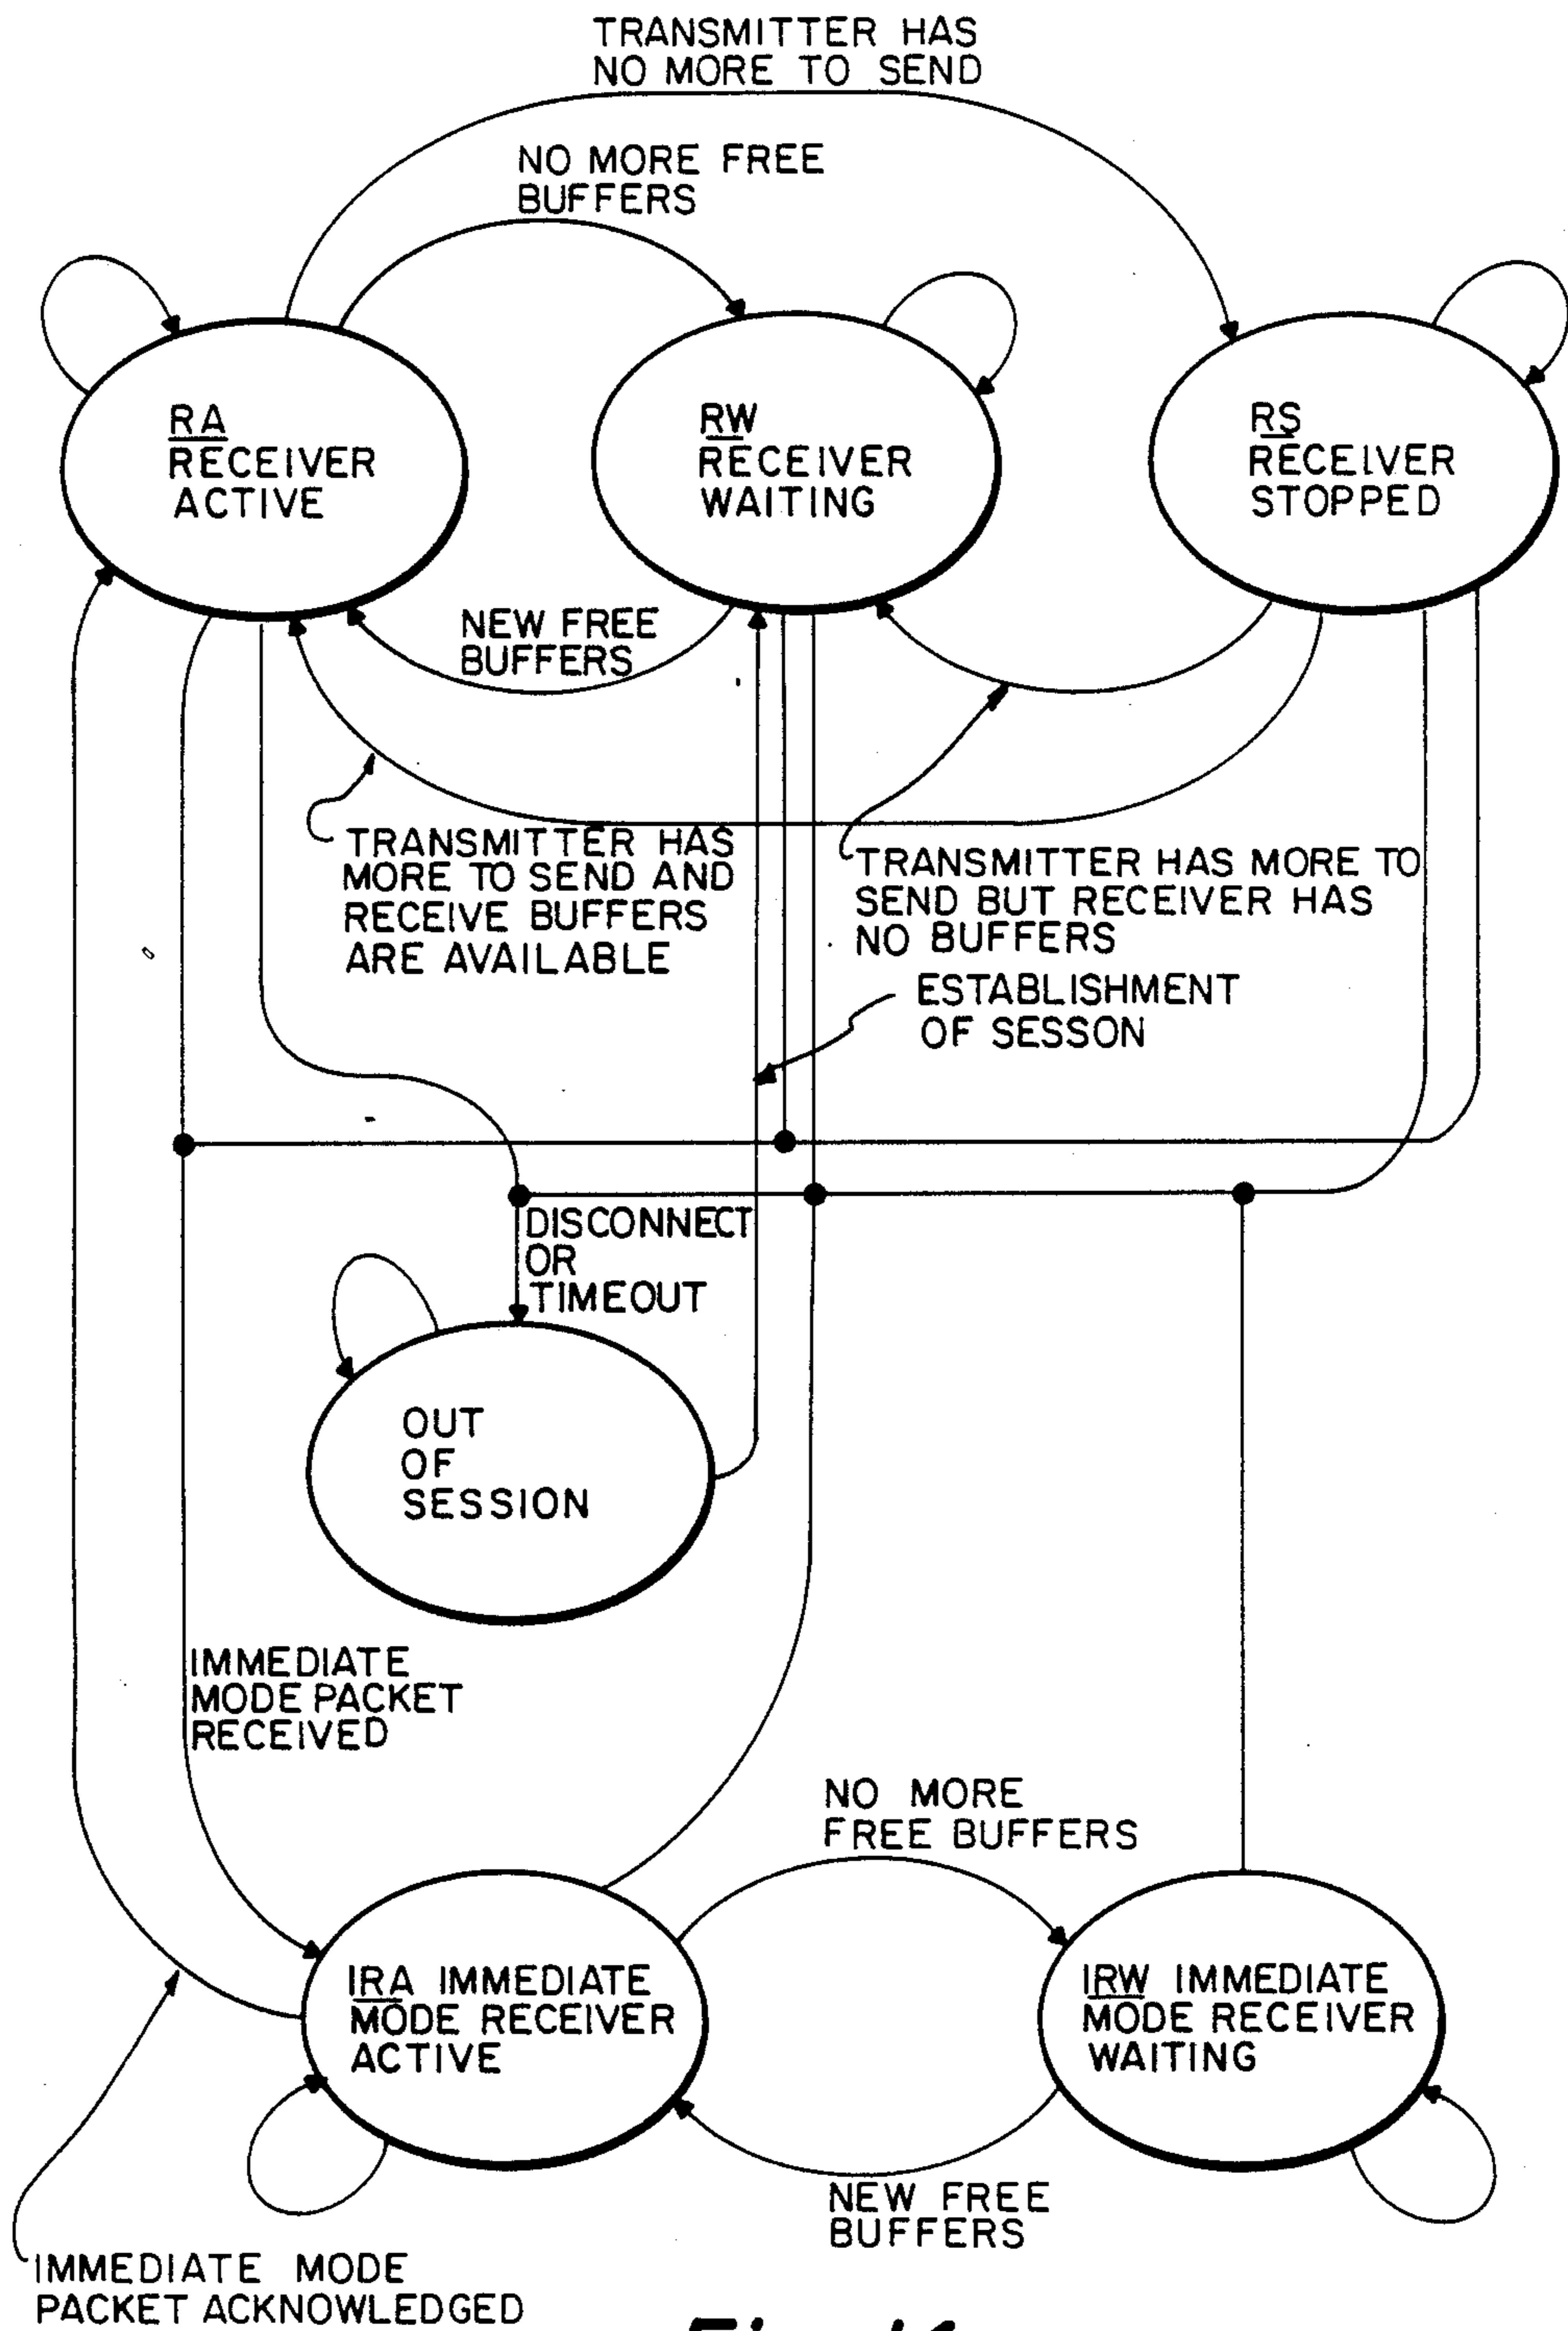 TRANSMITTER HAS
NO MORE TO SEND
NO MORE FREE
BUFFERS
RA
RECEIVER
ACTIVE
RW
RECEIVER
WAITING
RS
RECEIVER
STOPPED
NEW FREE
BUFFERS
TRANSMITTER HAS
MORE TO SEND AND
RECEIVE BUFFERS
ARE AVAILABLE
TRANSMITTER HAS MORE TO
SEND BUT RECEIVER HAS
NO BUFFERS
ESTABLISHMENT
OF SESSON
DISCONNECT
OR
TIMEOUT
OUT
OF
SESSION
IMMEDIATE
MODE PACKET
RECEIVED
NO MORE
FREE BUFFERS
IRA IMMEDIATE
MODE RECEIVER
ACTIVE
IRW IMMEDIATE
MODE RECEIVER
WAITING
NEW FREE
BUFFERS
IMMEDIATE MODE
PACKET ACKNOWLEDGED